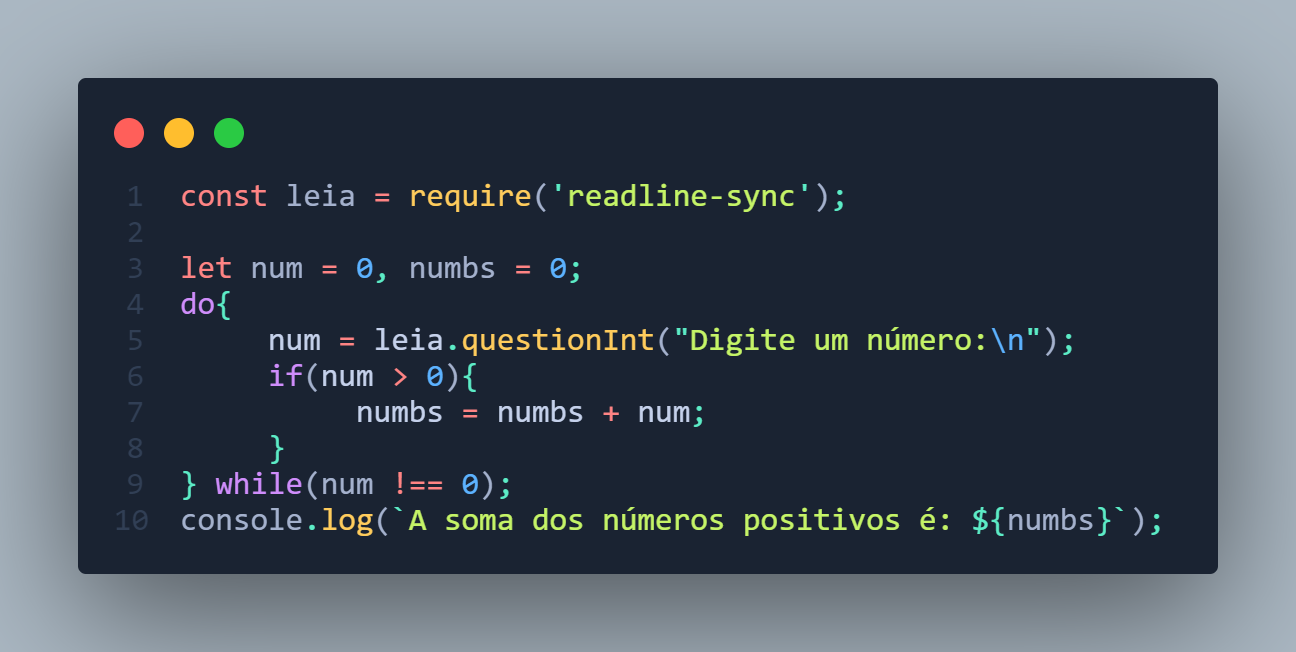 1 const leia = require('readline-sync');
2
3 let num = 0, numbs = 0;
4 do{
5 num = leia.questionInt("Digite um número:\n");
6 if(num > 0){
7 numbs = numbs + num;
8 }
9 } while(num !== 0);
10 console.log(`A soma dos números positivos é: ${numbs}`);